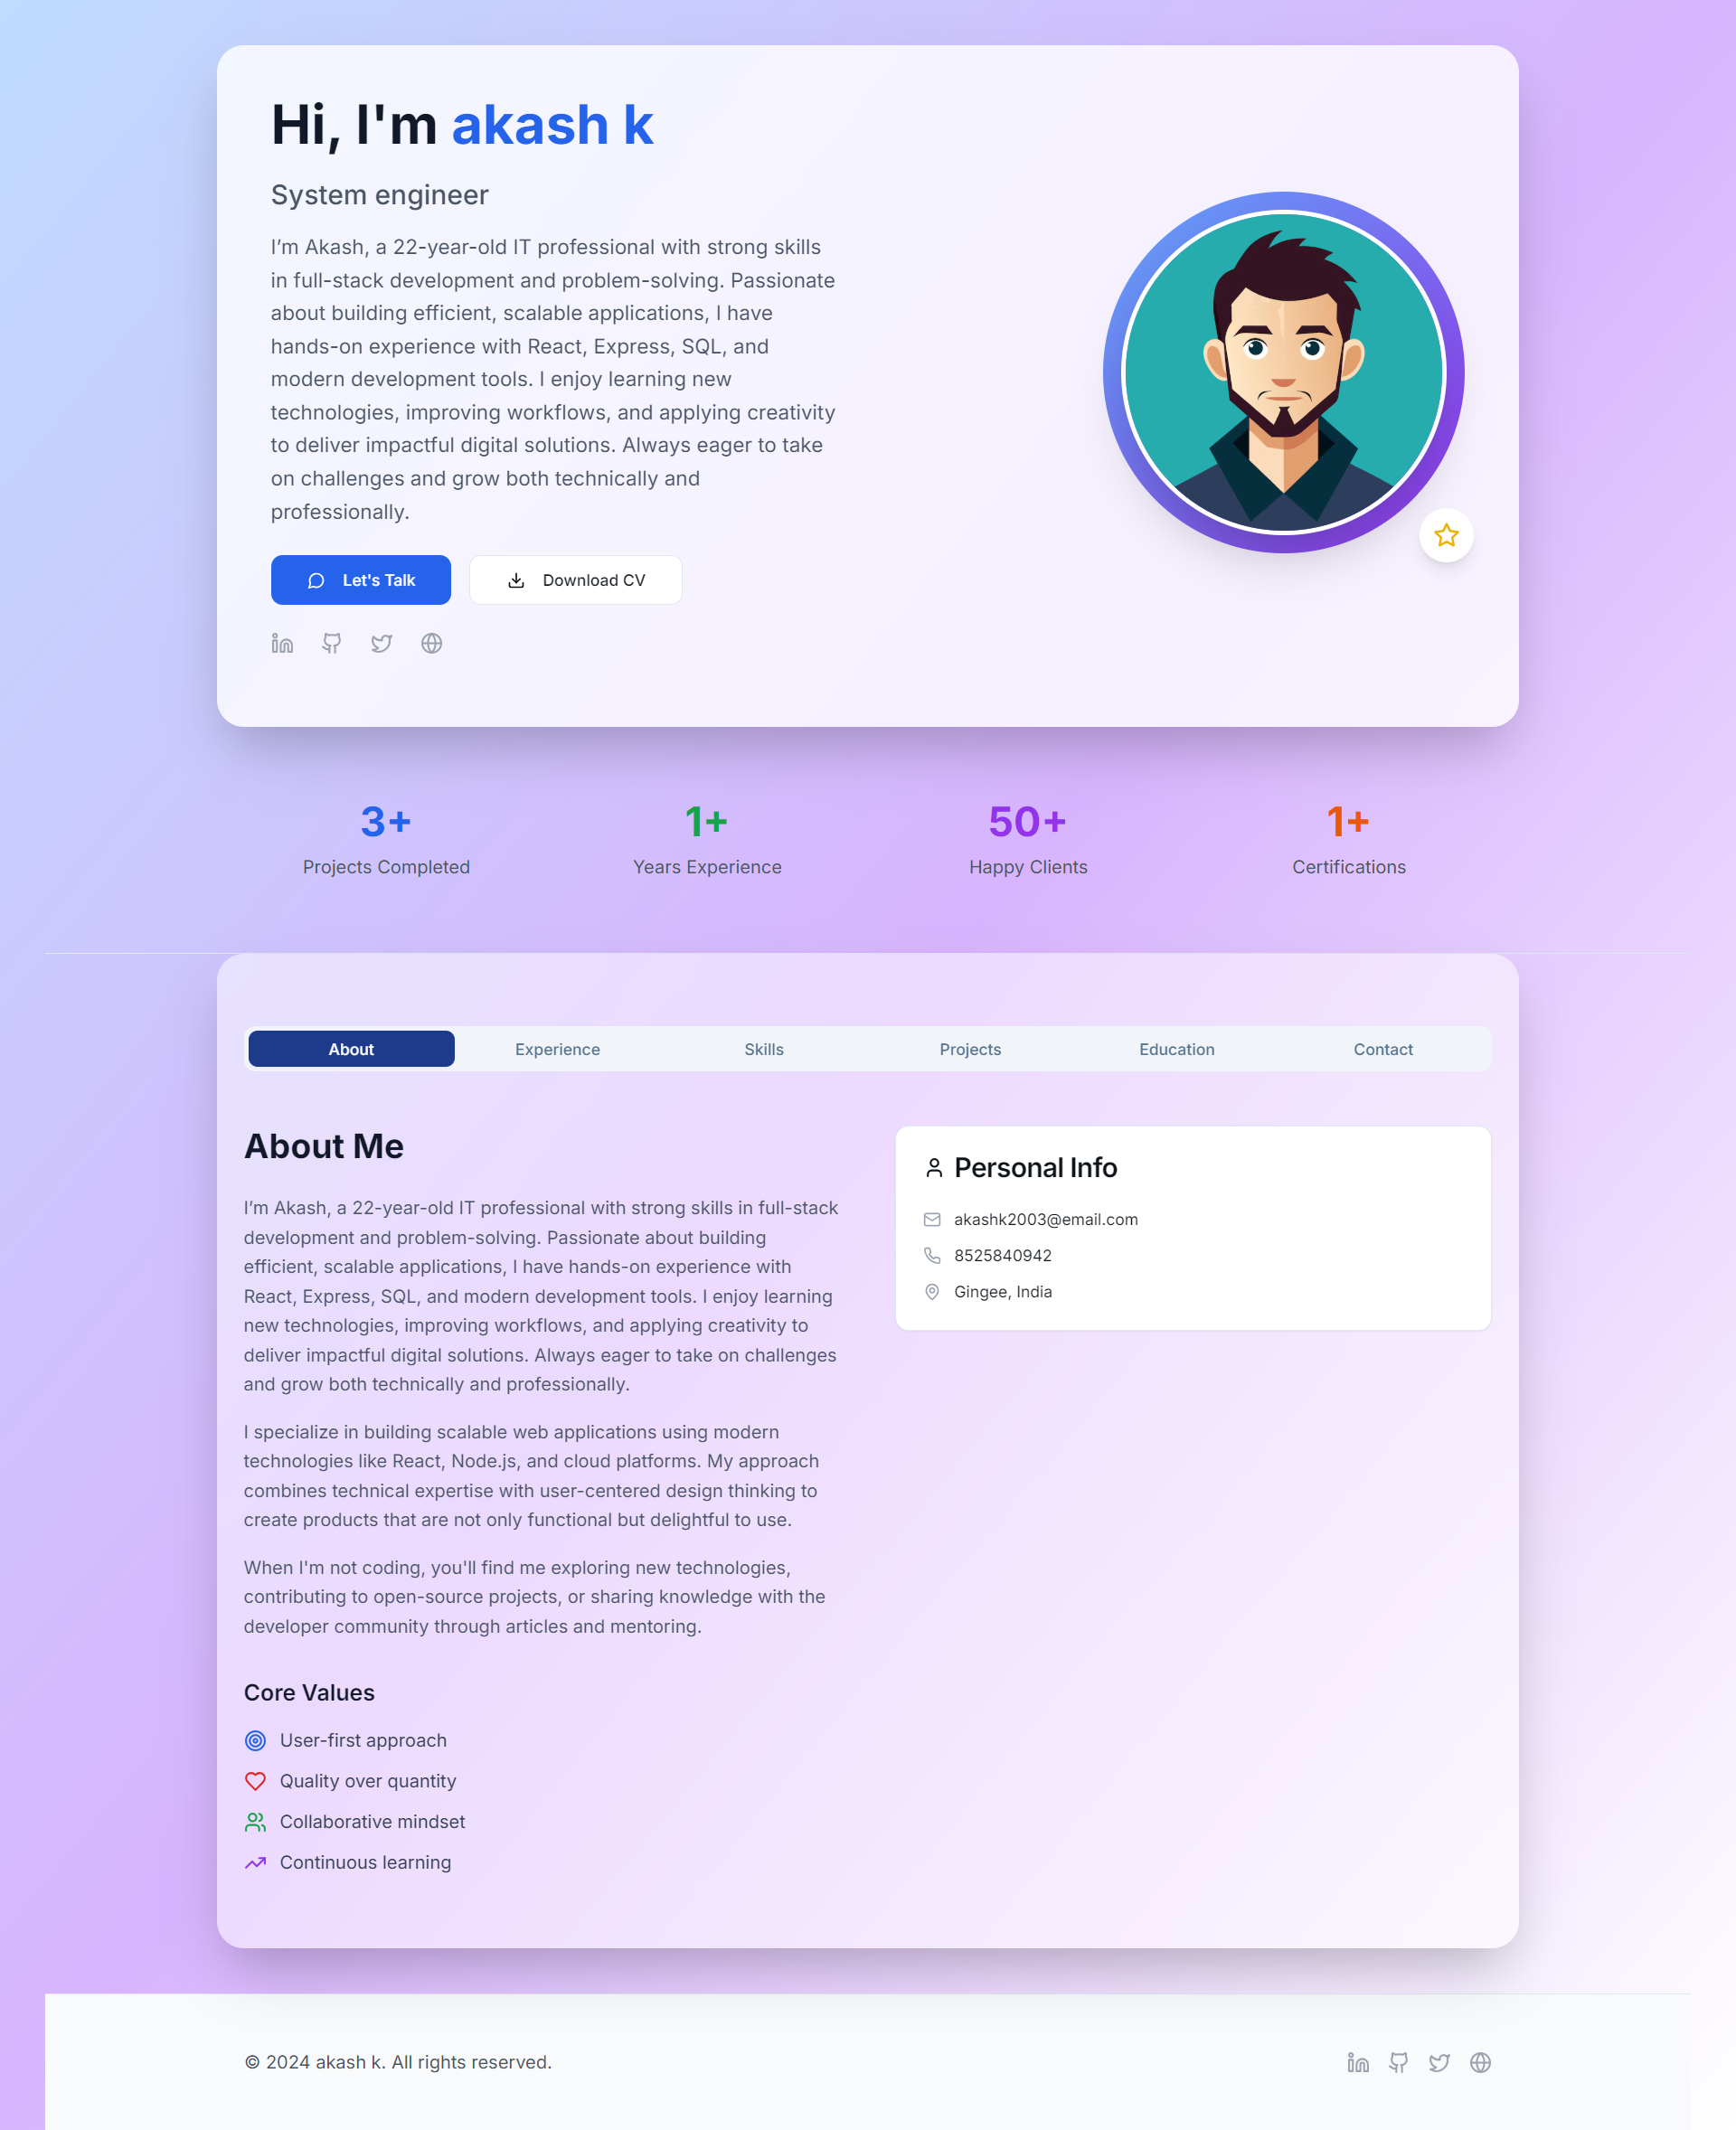 Hi, I'm akash k
System engineer
I’m Akash, a 22-year-old IT professional with strong skills
in full-stack development and problem-solving. Passionate
about building efficient, scalable applications, I have
hands-on experience with React, Express, SQL, and
modern development tools. I enjoy learning new
technologies, improving workflows, and applying creativity
to deliver impactful digital solutions. Always eager to take
on challenges and grow both technically and
professionally.
Let's Talk
Download CV
3+
Projects Completed
1+
Years Experience
50+
Happy Clients
1+
Certifications
About
Experience
Skills
Projects
Education
Contact
About Me
I’m Akash, a 22-year-old IT professional with strong skills in full-stack
development and problem-solving. Passionate about building
efficient, scalable applications, I have hands-on experience with
React, Express, SQL, and modern development tools. I enjoy learning
new technologies, improving workflows, and applying creativity to
deliver impactful digital solutions. Always eager to take on challenges
and grow both technically and professionally.
I specialize in building scalable web applications using modern
technologies like React, Node.js, and cloud platforms. My approach
combines technical expertise with user-centered design thinking to
create products that are not only functional but delightful to use.
When I'm not coding, you'll find me exploring new technologies,
contributing to open-source projects, or sharing knowledge with the
developer community through articles and mentoring.
Core Values
User-first approach
Quality over quantity
Collaborative mindset
Continuous learning
Personal Info
akashk2003@email.com
8525840942
Gingee, India
© 2024 akash k. All rights reserved.